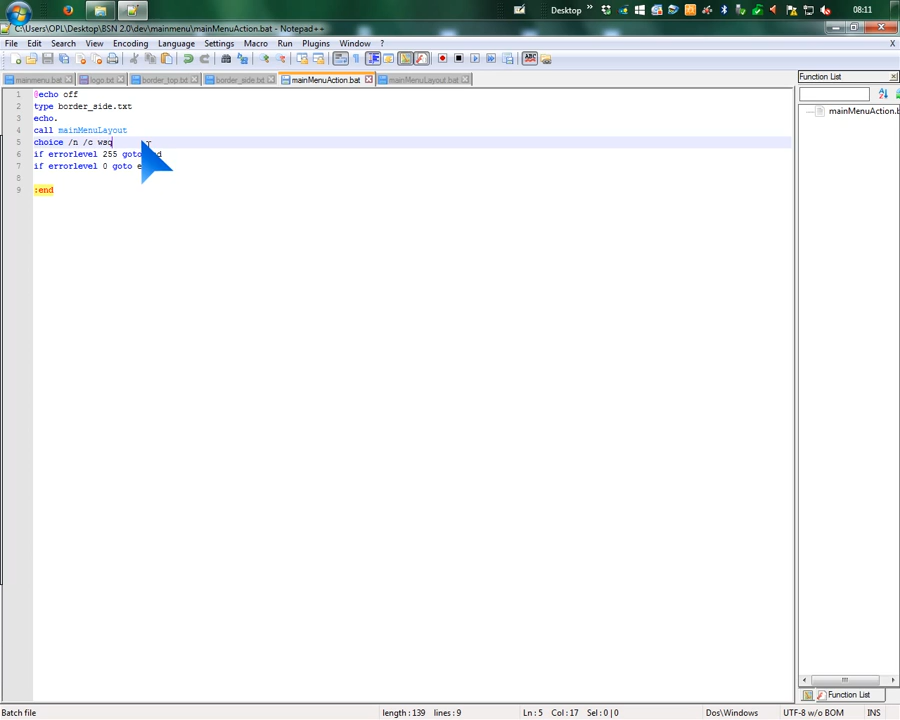 Desktop
08:11
C:\Users\OPL\Desktop\BSN 2.0\dev\mainmenu\mainMenuAction.bat - Notepad++
File Edit Search View Encoding Language Settings Macro Run Plugins Window ? X
mainmenu.bat logo.txt border_top.txt border_side.txt mainMenuAction.bat mainMenuLayout.bat
1 @echo off
2 type border_side.txt
3 echo.
4 call mainMenuLayout
5 choice /n /c wsq
6 if errorlevel 255 goto
7 if errorlevel 0 goto e
8
9 :end
Function List
mainMenuAction.b
Function List
Batch file length : 139 lines : 9 Ln : 5 Col : 17 Sel : 0 | 0 Dos\Windows UTF-8 w/o BOM INS